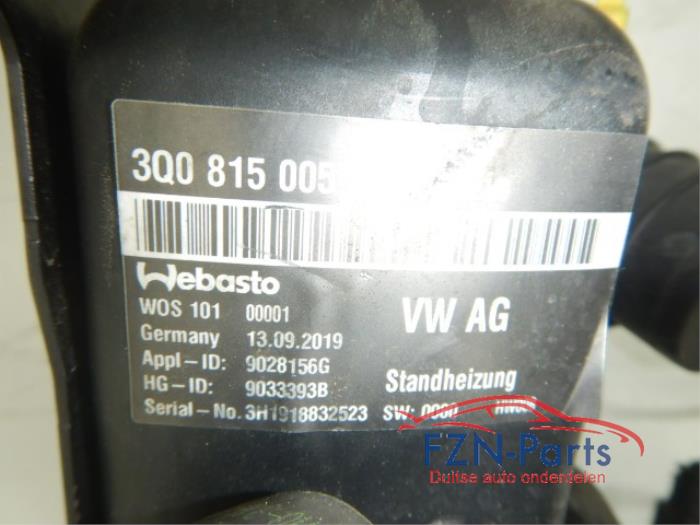 3Q0 815 005
Webasto
WOS 101 00001 VW AG
Germany 13.09.2019
Appl-ID: 9028156G
HG-ID: 9033393B Standheizung
Serial-No. 3H1918832523 SW:
FZN-Parts
Duitse auto onderdelen